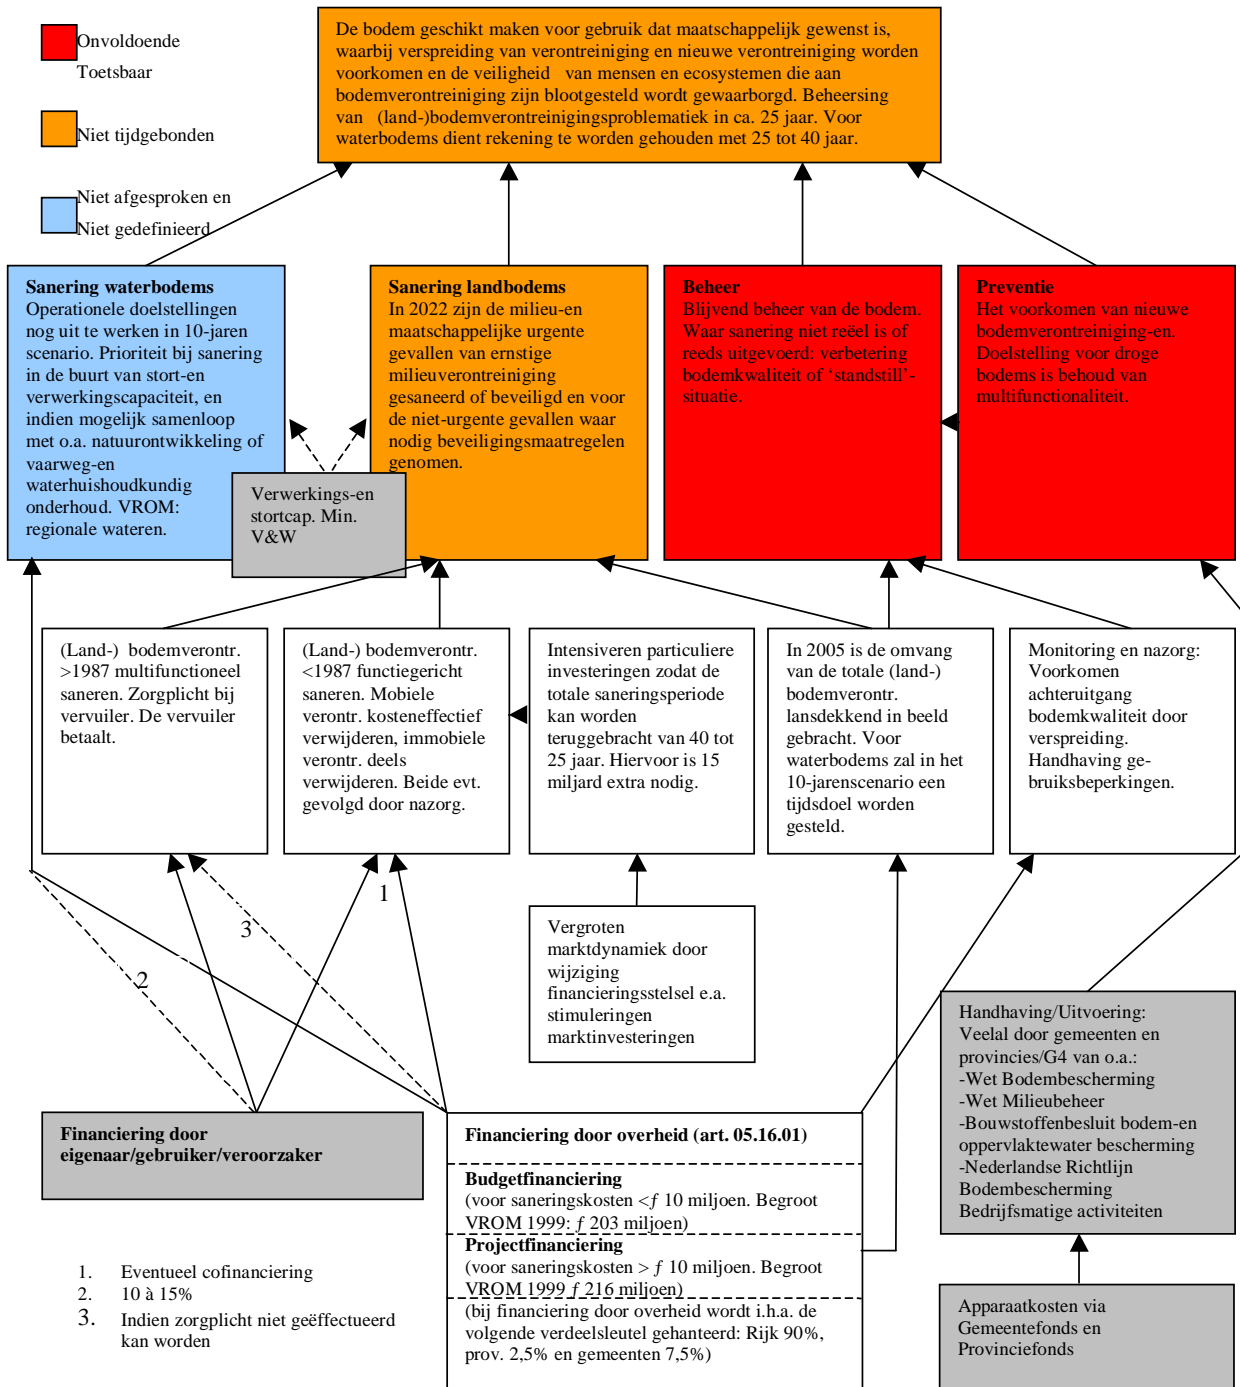 Onvoldoende
Toetsbaar
Niet tijdgebonden
Niet afgesproken en
Niet gedefinieerd
De bodem geschikt maken voor gebruik dat maatschappelijk gewenst is,
waarbij verspreiding van verontreiniging en nieuwe verontreiniging worden
voorkomen en de veiligheid van mensen en ecosystemen die aan
bodemverontreiniging zijn blootgesteld wordt gewaarborgd. Beheersing
van (land-)bodemverontreinigingsproblematiek in ca. 25 jaar. Voor
waterbodems dient rekening te worden gehouden met 25 tot 40 jaar.
Sanering waterbodems
Operationele doelstellingen
nog uit te werken in 10-jaren
scenario. Prioriteit bij sanering
in de buurt van stort-en
verwerkingscapaciteit, en
indien mogelijk samenloop
met o.a. natuurontwikkeling of
vaarweg-en
waterhuishoudkundig
onderhoud. VROM:
regionale wateren.
Verwerkings-en
stortcap. Min.
V&W
Sanering landbodems
In 2022 zijn de milieu-en
maatschappelijke urgente
gevallen van ernstige
milieuverontreiniging
gesaneerd of beveiligd en voor
de niet-urgente gevallen waar
nodig beveiligingsmaatregelen
genomen.
Beheer
Blijvend beheer van de bodem.
Waar sanering niet reëel is of
reeds uitgevoerd: verbetering
bodemkwaliteit of ‘standstill’-
situatie.
Preventie
Het voorkomen van nieuwe
bodemverontreiniging-en.
Doelstelling voor droge
bodems is behoud van
multifunctionaliteit.
(Land-) bodemverontr.
>1987 multifunctioneel
saneren. Zorgplicht bij
vervuiler. De vervuiler
betaalt.
(Land-) bodemverontr.
<1987 functiegericht
saneren. Mobiele
verontr. kosteneffectief
verwijderen, immobiele
verontr. deels
verwijderen. Beide evt.
gevolgd door nazorg.
Intensiveren particuliere
investeringen zodat de
totale saneringsperiode
kan worden
teruggebracht van 40 tot
25 jaar. Hiervoor is 15
miljard extra nodig.
In 2005 is de omvang
van de totale (land-)
bodemverontr.
lansdekkend in beeld
gebracht. Voor
waterbodems zal in het
10-jarenscenario een
tijdsdoel worden
gesteld.
Monitoring en nazorg:
Voorkomen
achteruitgang
bodemkwaliteit door
verspreiding.
Handhaving ge-
bruiksbeperkingen.
1
3
2
Vergroten
marktdynamiek door
wijziging
financieringsstelsel e.a.
stimuleringen
marktinvesteringen
Handhaving/Uitvoering:
Veelal door gemeenten en
provincies/G4 van o.a.:
-Wet Bodembescherming
-Wet Milieubeheer
-Bouwstoffenbesluit bodem-en
oppervlaktewater bescherming
-Nederlandse Richtlijn
Bodembescherming
Bedrijfsmatige activiteiten
Financiering door
eigenaar/gebruiker/veroorzaker
Financiering door overheid (art. 05.16.01)
Budgetfinanciering
(voor saneringskosten <ƒ 10 miljoen. Begroot
VROM 1999: ƒ 203 miljoen)
Projectfinanciering
(voor saneringskosten > ƒ 10 miljoen. Begroot
VROM 1999 ƒ 216 miljoen)
(bij financiering door overheid wordt i.h.a. de
volgende verdeelsleutel gehanteerd: Rijk 90%,
prov. 2,5% en gemeenten 7,5%)
1. Eventueel cofinanciering
2. 10 à 15%
3. Indien zorgplicht niet geëffectueerd
kan worden
Apparaatkosten via
Gemeentefonds en
Provinciefonds